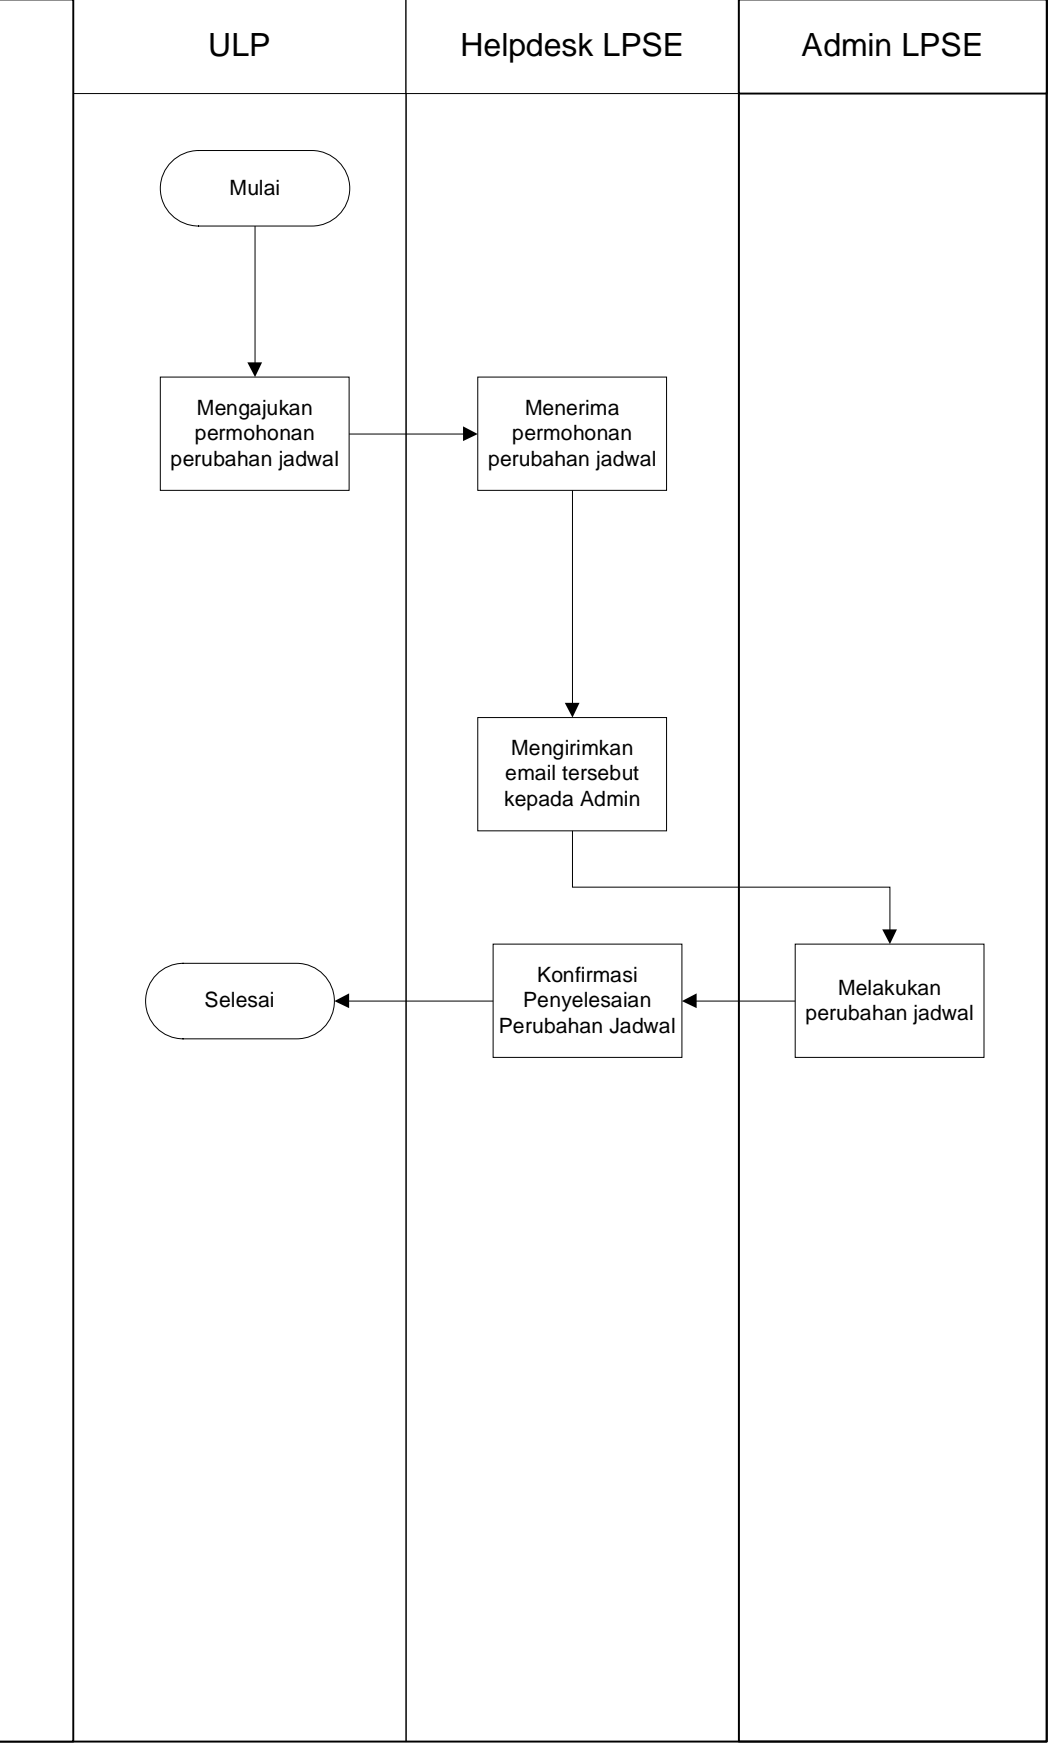 ULP
Helpdesk LPSE
Admin LPSE
Mulai
Mengajukan
permohonan
perubahan jadwal
Menerima
permohonan
perubahan jadwal
Mengirimkan
email tersebut
kepada Admin
Selesai
Konfirmasi
Penyelesaian
Perubahan Jadwal
Melakukan
perubahan jadwal